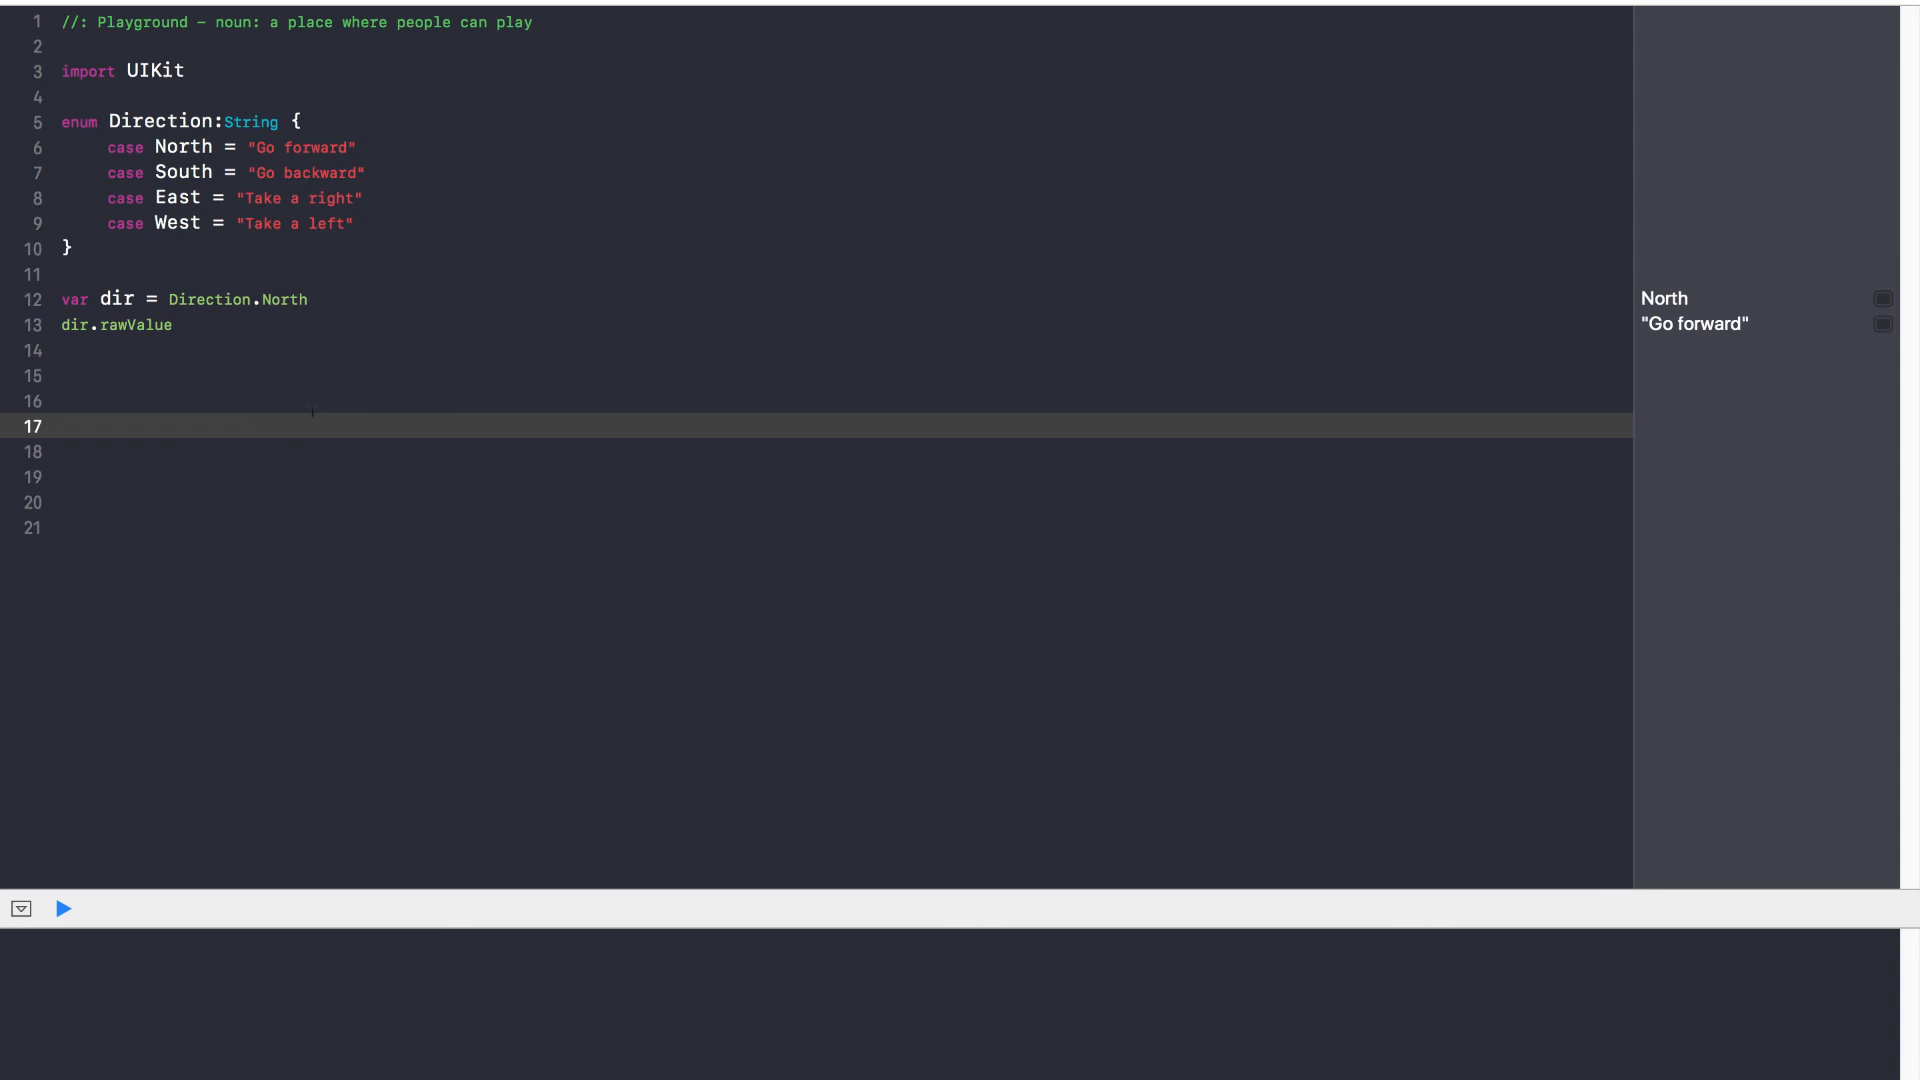 1 //: Playground – noun: a place where people can play
2
3 import UIKit
4
5 enum Direction:String {
6 case North = "Go forward"
7 case South = "Go backward"
8 case East = "Take a right"
9 case West = "Take a left"
10 }
11
12 var dir = Direction.North
North
13 dir.rawValue
"Go forward"
14
15
16
17
18
19
20
21